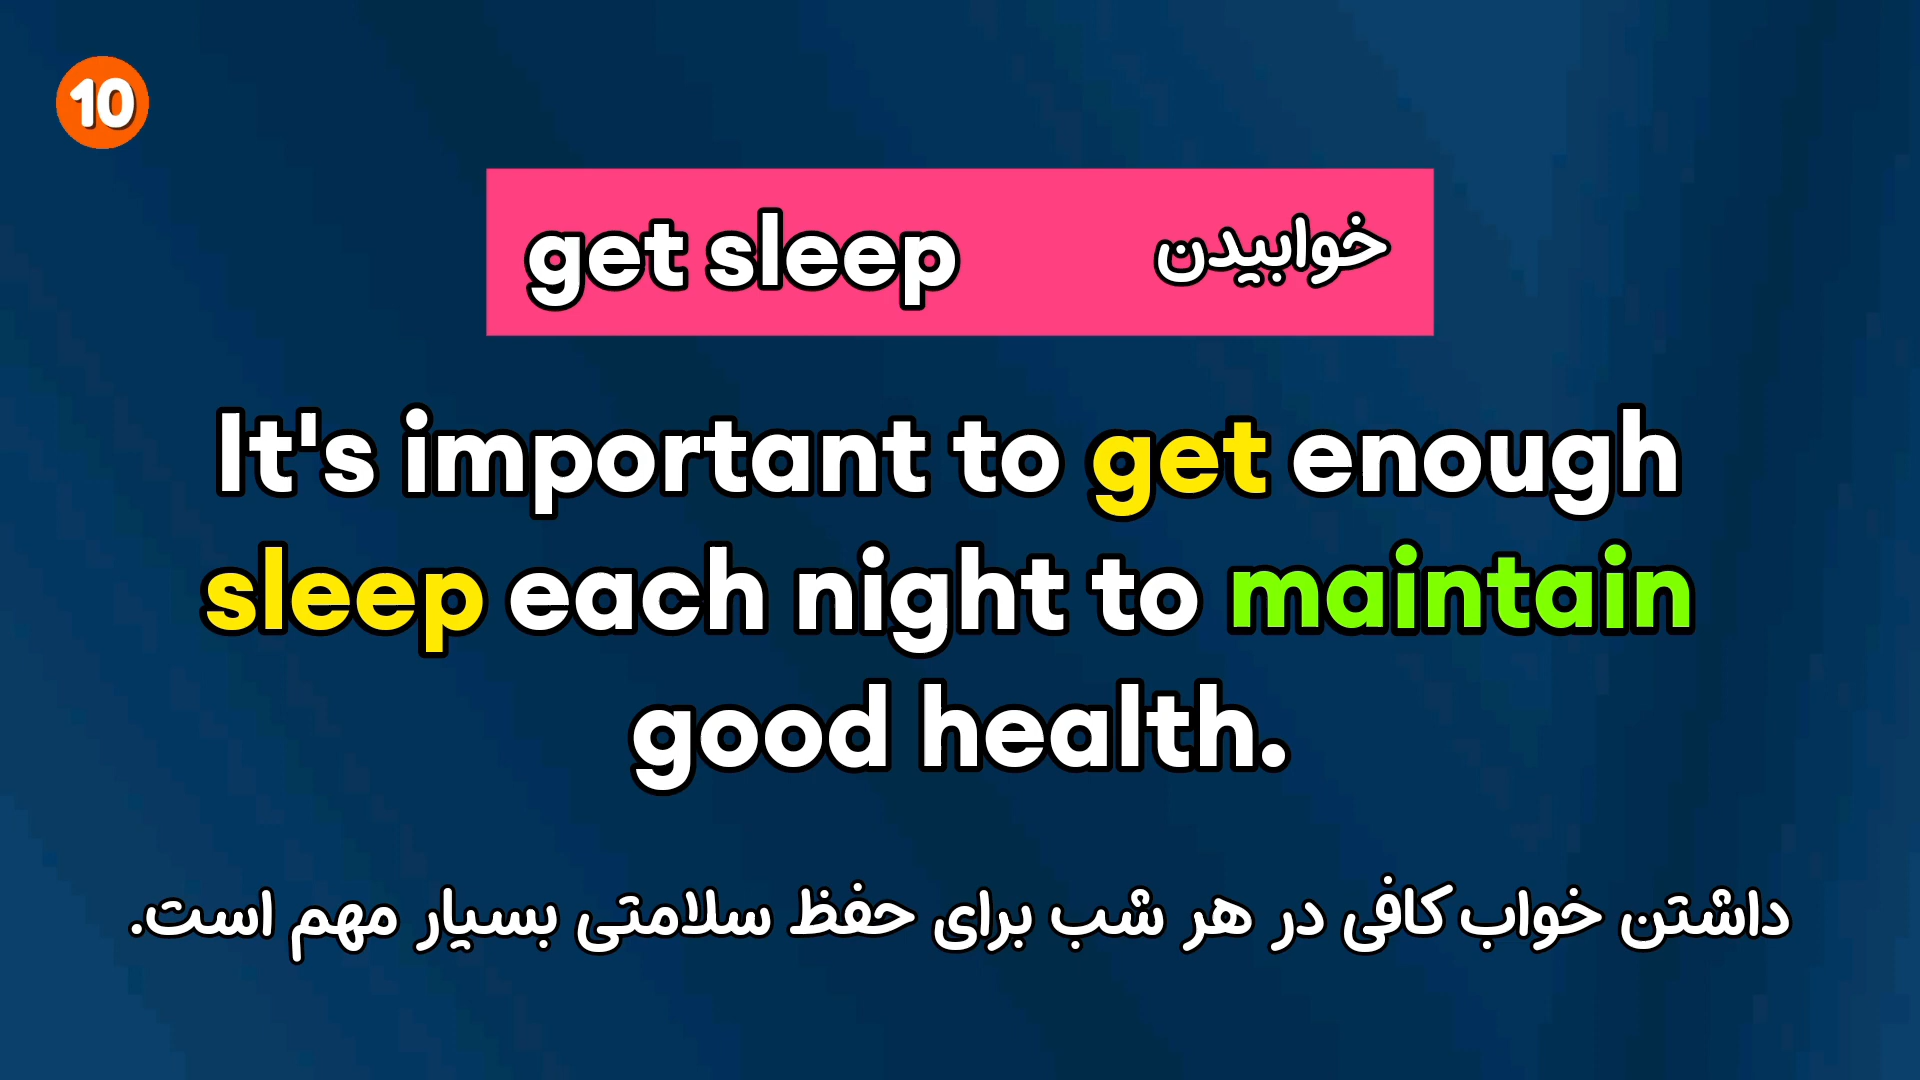 10
get sleep خوابیدن
It's important to get enough
sleep each night to maintain
good health.
داشتن خواب کافی در هر شب برای حفظ سلامتی بسیار مهم است.